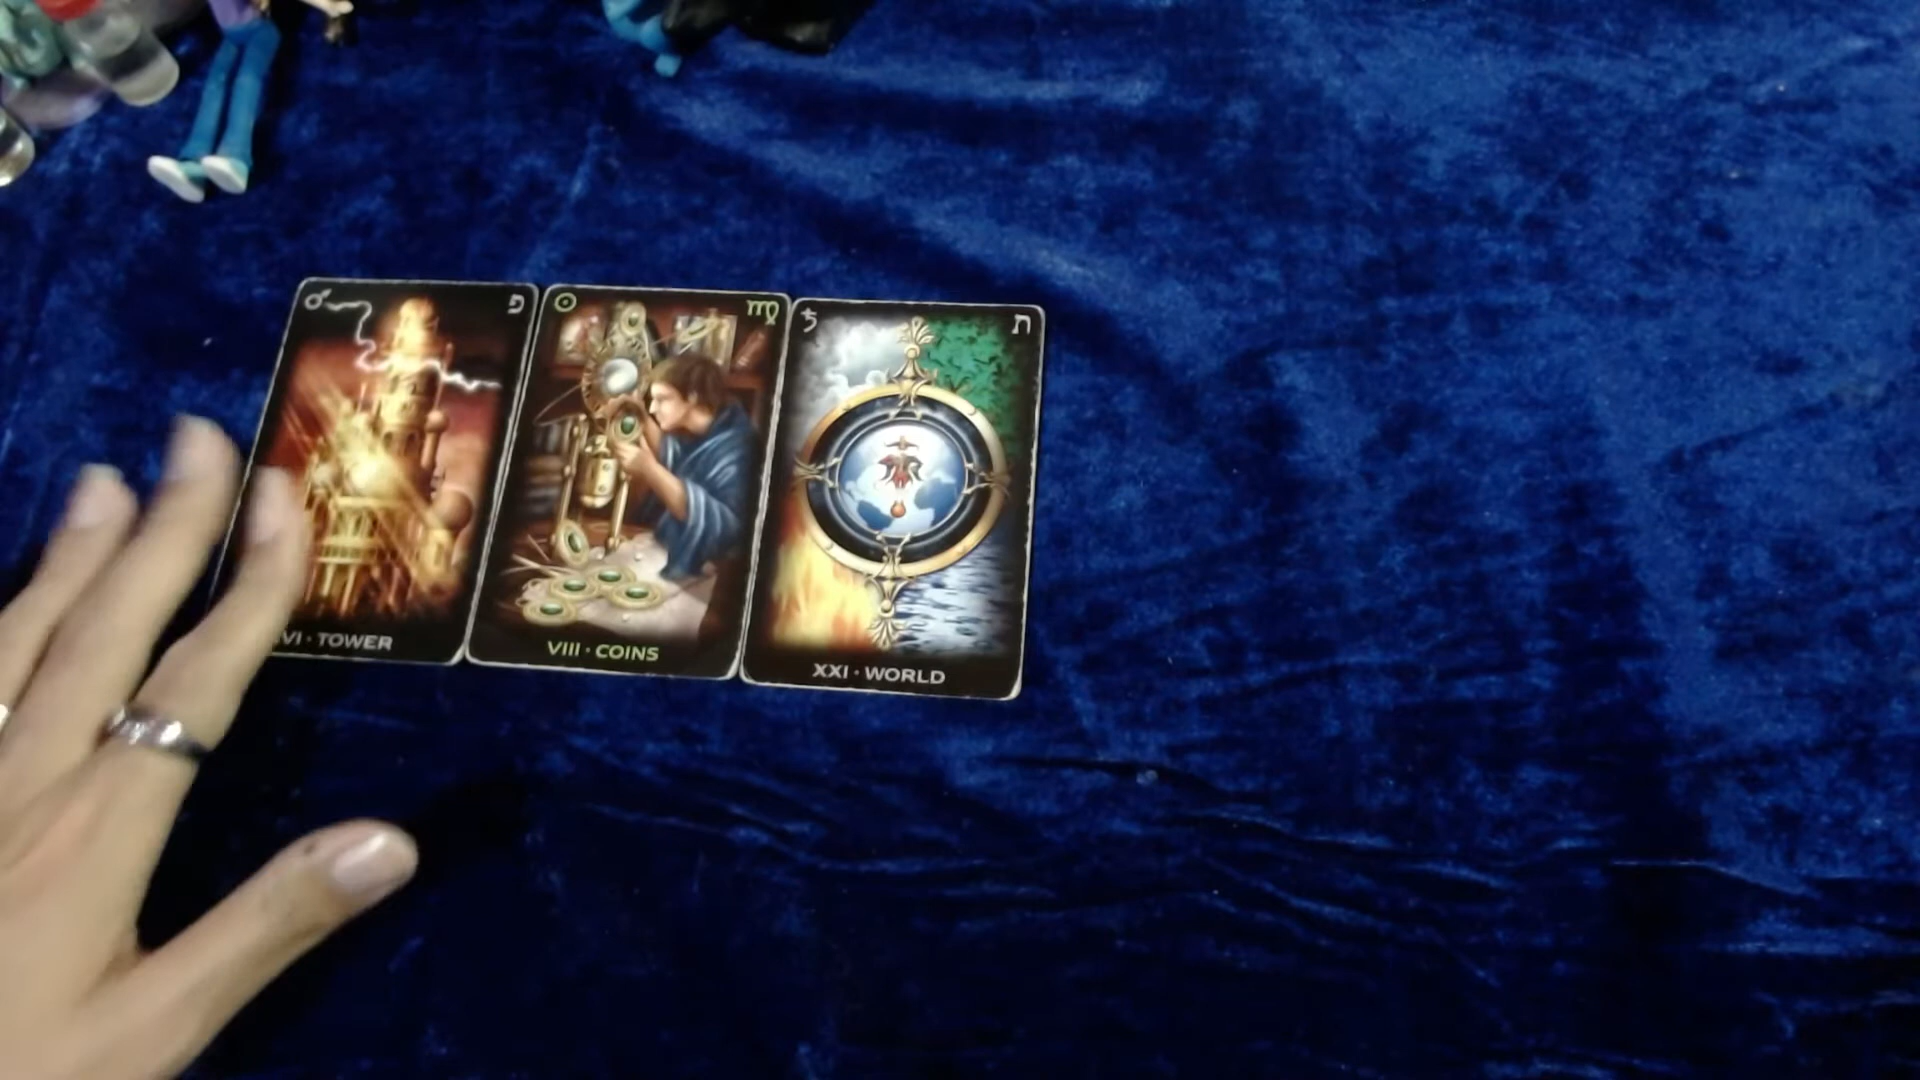 VI · TOWER
VIII · COINS
XXI · WORLD
פ
ת